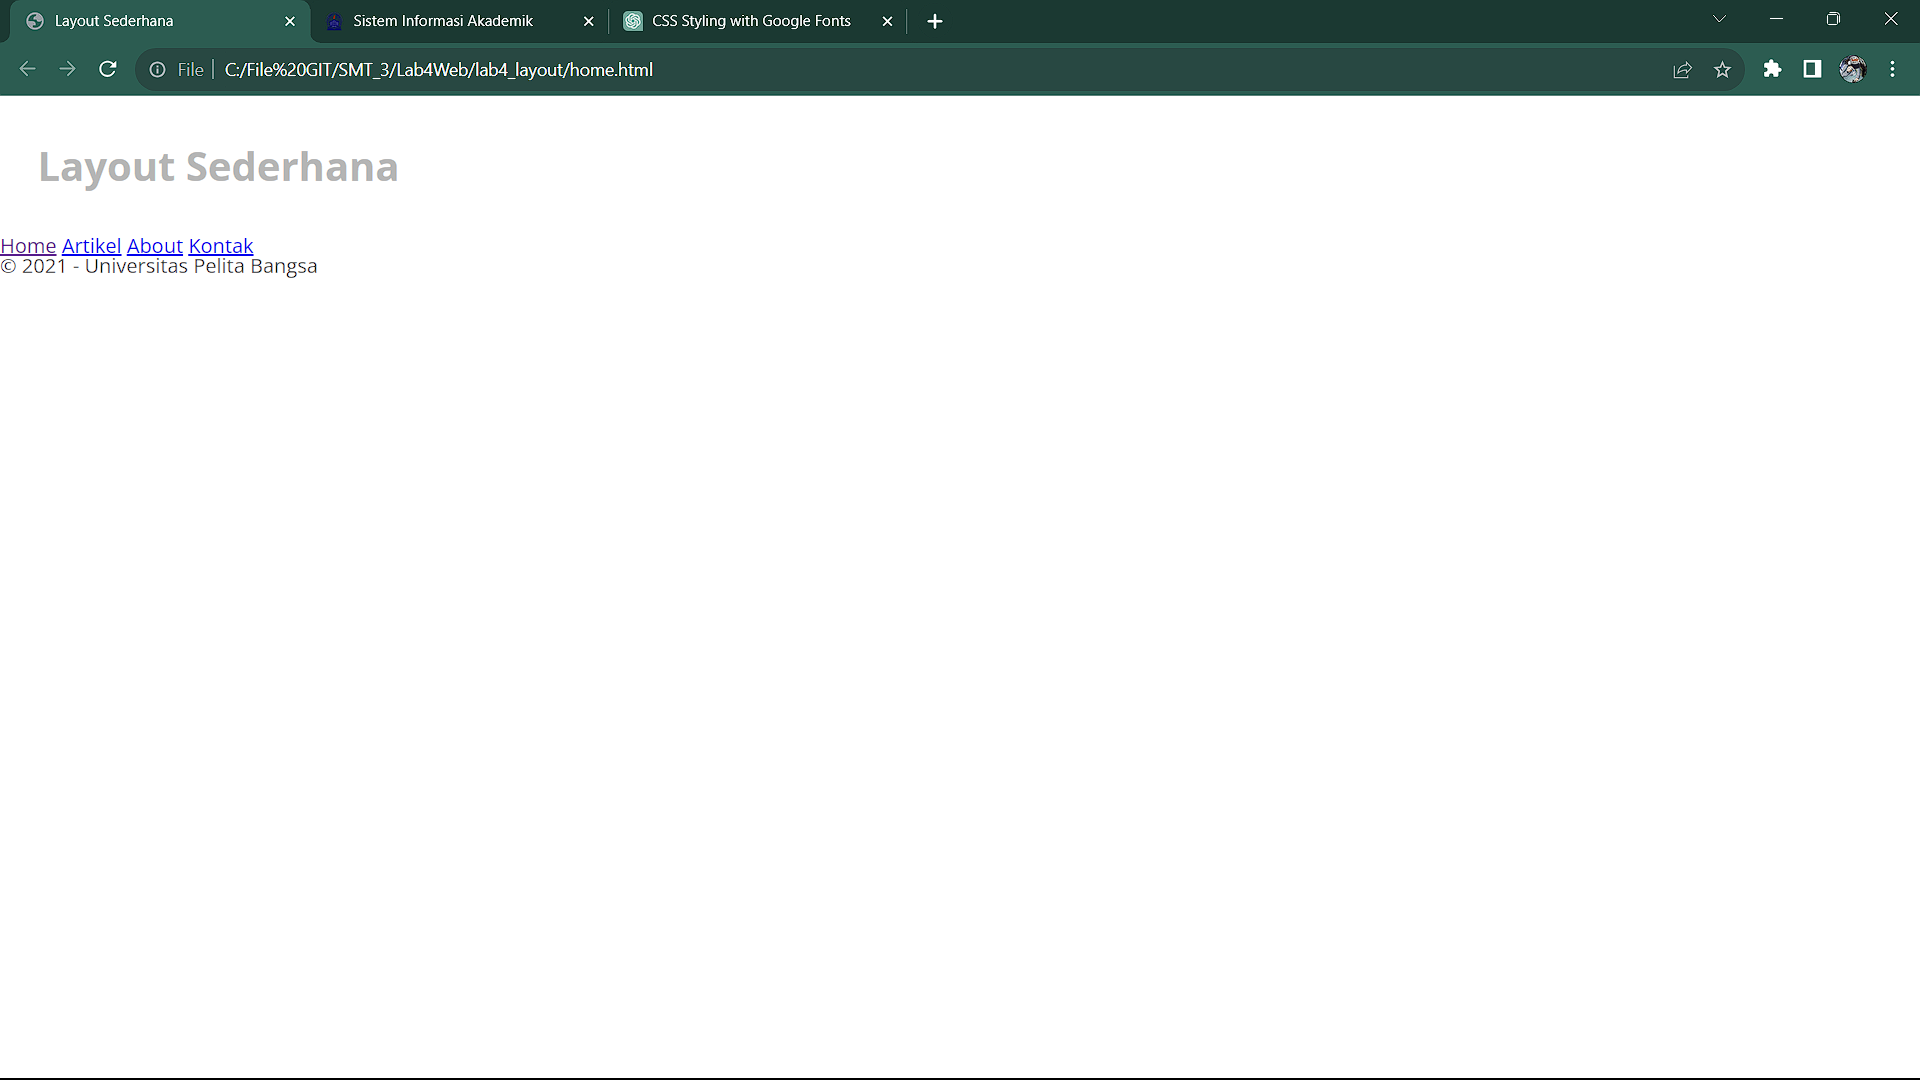 Layout Sederhana
Sistem Informasi Akademik
CSS Styling with Google Fonts
File
C:/File%20GIT/SMT_3/Lab4Web/lab4_layout/home.html
Layout Sederhana
Home Artikel About Kontak
© 2021 - Universitas Pelita Bangsa